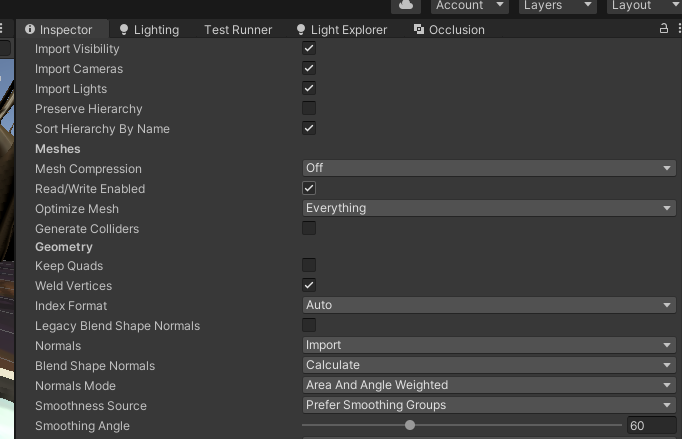 Account Layers Layout
Inspector Lighting Test Runner Light Explorer Occlusion
Import Visibility
Import Cameras
Import Lights
Preserve Hierarchy
Sort Hierarchy By Name
Meshes
Mesh Compression Off
Read/Write Enabled
Optimize Mesh Everything
Generate Colliders
Geometry
Keep Quads
Weld Vertices
Index Format Auto
Legacy Blend Shape Normals
Normals Import
Blend Shape Normals Calculate
Normals Mode Area And Angle Weighted
Smoothness Source Prefer Smoothing Groups
Smoothing Angle 60